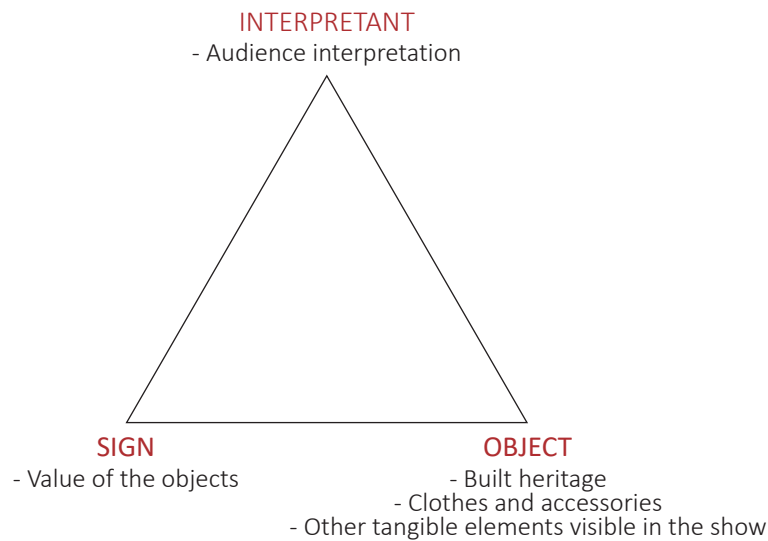 INTERPRETANT
- Audience interpretation
SIGN
- Value of the objects
OBJECT
- Built heritage
- Clothes and accessories
- Other tangible elements visible in the show